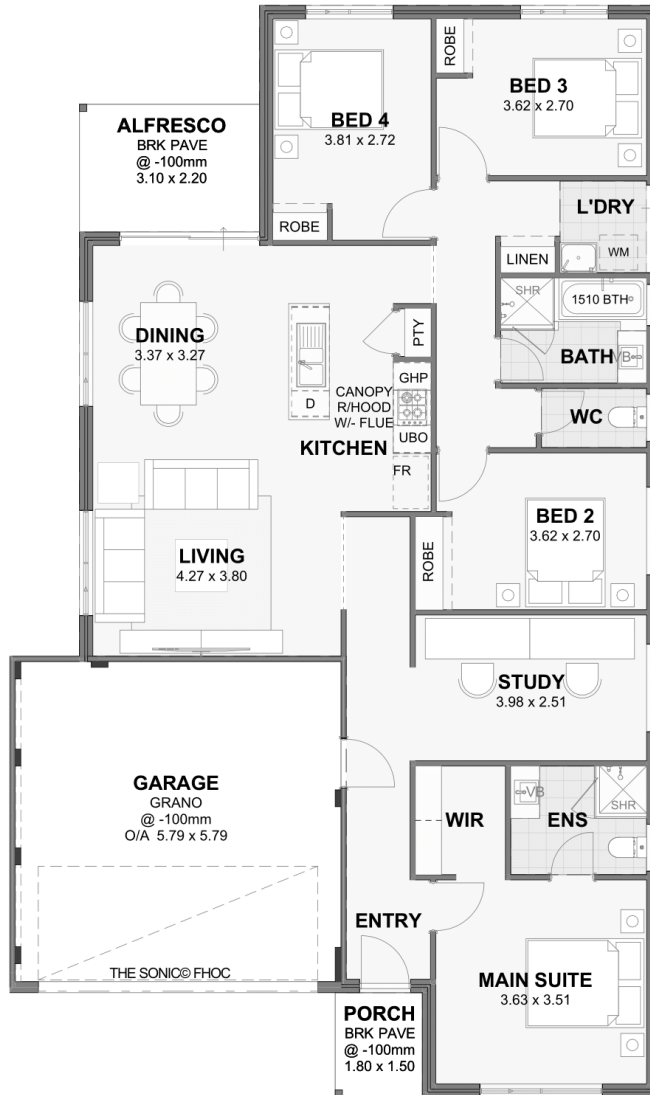 ROBE
BED 3
3.62 x 2.70
BED 4
3.81 x 2.72
ALFRESCO
BRK PAVE
@ -100mm
3.10 x 2.20
ROBE
L'DRY
WM
LINEN
SHR
1510 BTH
BATH
VB
DINING
3.37 x 3.27
PTY
GHP
CANOPY
R/HOOD
W/- FLUE
D
UBO
KITCHEN
FR
WC
BED 2
3.62 x 2.70
ROBE
LIVING
4.27 x 3.80
STUDY
3.98 x 2.51
GARAGE
GRANO
@ -100mm
O/A 5.79 x 5.79
WIR
VB
ENS
SHR
ENTRY
THE SONIC© FHOC
MAIN SUITE
3.63 x 3.51
PORCH
BRK PAVE
@ -100mm
1.80 x 1.50